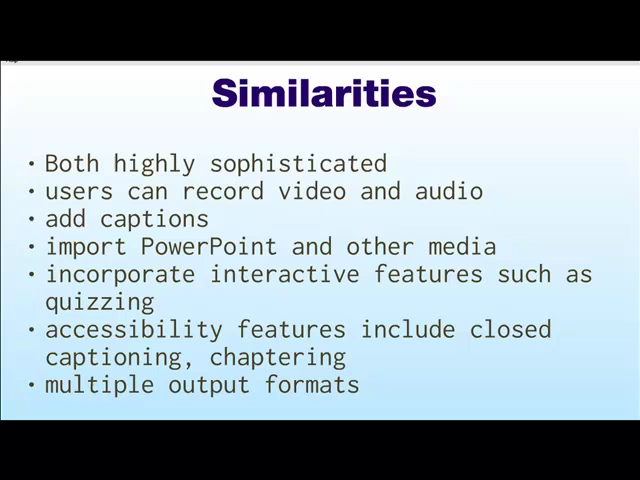 Similarities
• Both highly sophisticated
• users can record video and audio
• add captions
• import PowerPoint and other media
• incorporate interactive features such as
quizzing
• accessibility features include closed
captioning, chaptering
• multiple output formats